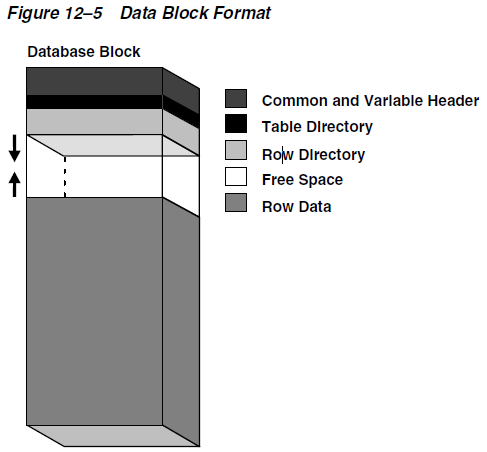 Figure 12–5 Data Block Format
Database Block
Common and Variable Header
Table Directory
Row Directory
Free Space
Row Data